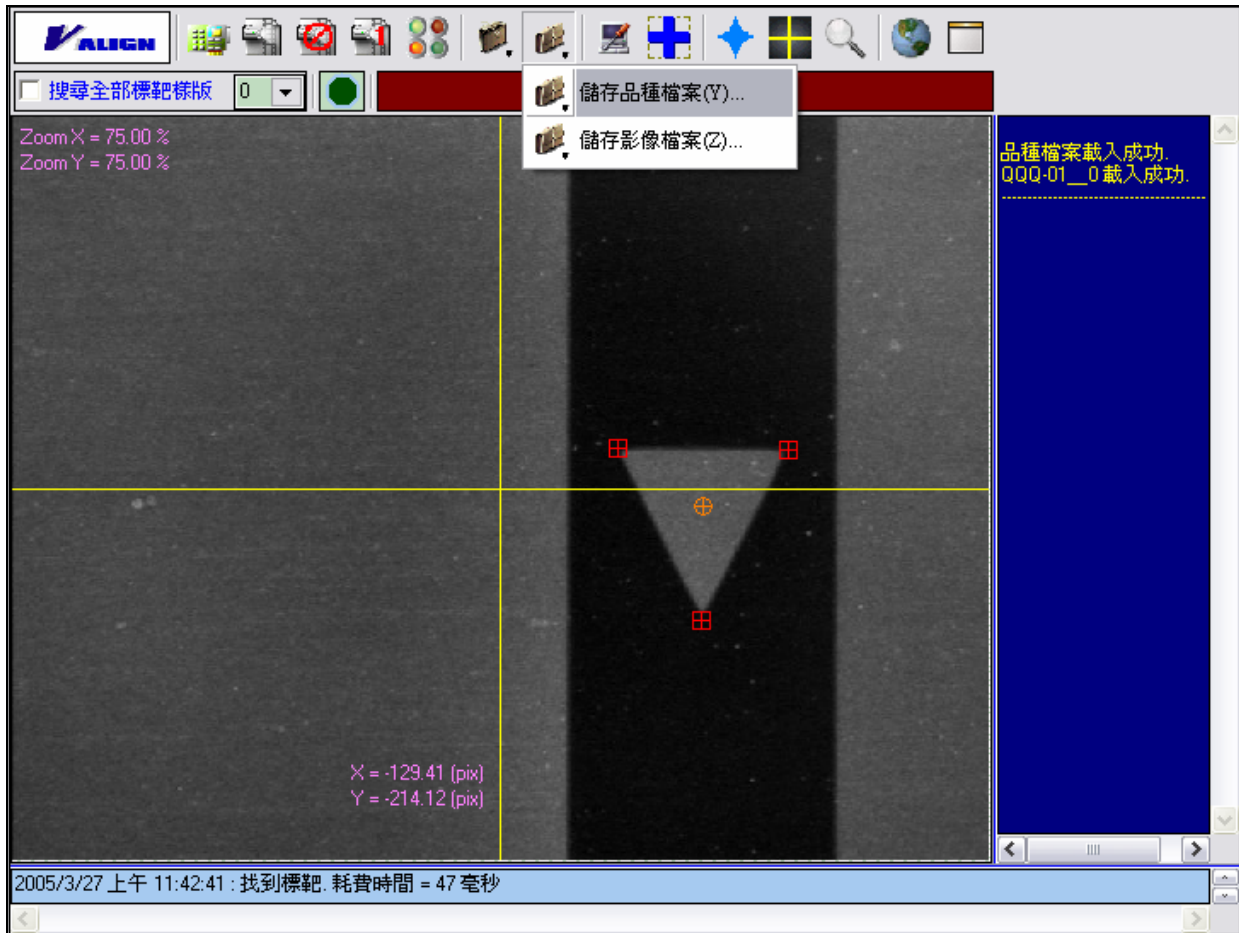 VALIGN
搜尋全部標靶樣版 0
儲存品種檔案(Y)...
儲存影像檔案(Z)...
Zoom X = 75.00 %
Zoom Y = 75.00 %
品種檔案載入成功.
QQQ-01__0 載入成功.
X = -129.41 (pix)
Y = -214.12 (pix)
2005/3/27 上午 11:42:41 : 找到標靶. 耗費時間 = 47 毫秒